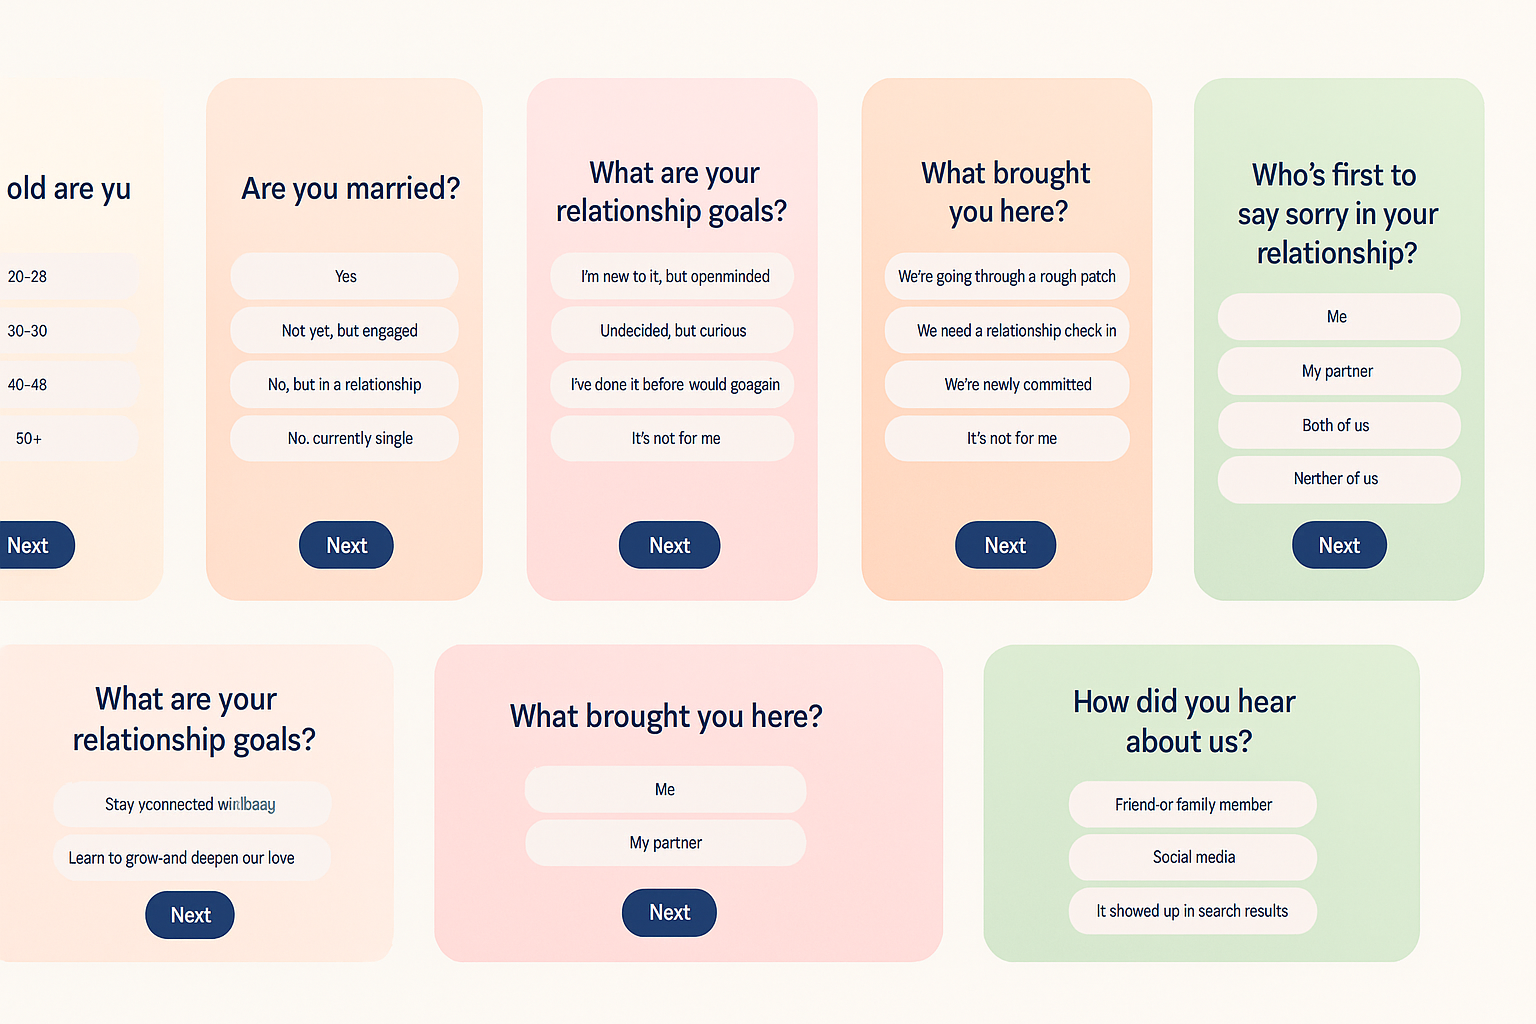 old are yu
20-28
30-30
40-48
50+
Next
Are you married?
Yes
Not yet, but engaged
No, but in a relationship
No. currently single
Next
What are your
relationship goals?
I'm new to it, but openminded
Undecided, but curious
I've done it before would goagain
It's not for me
Next
What brought
you here?
We're going through a rough patch
We need a relationship check in
We're newly committed
It's not for me
Next
Who's first to
say sorry in your
relationship?
Me
My partner
Both of us
Nerther of us
Next
What are your
relationship goals?
Stay yconnected
Learn to grow-and deepen our love
Next
What brought you here?
Me
My partner
Next
How did you hear
about us?
Friend-or family member
Social media
It showed up in search results